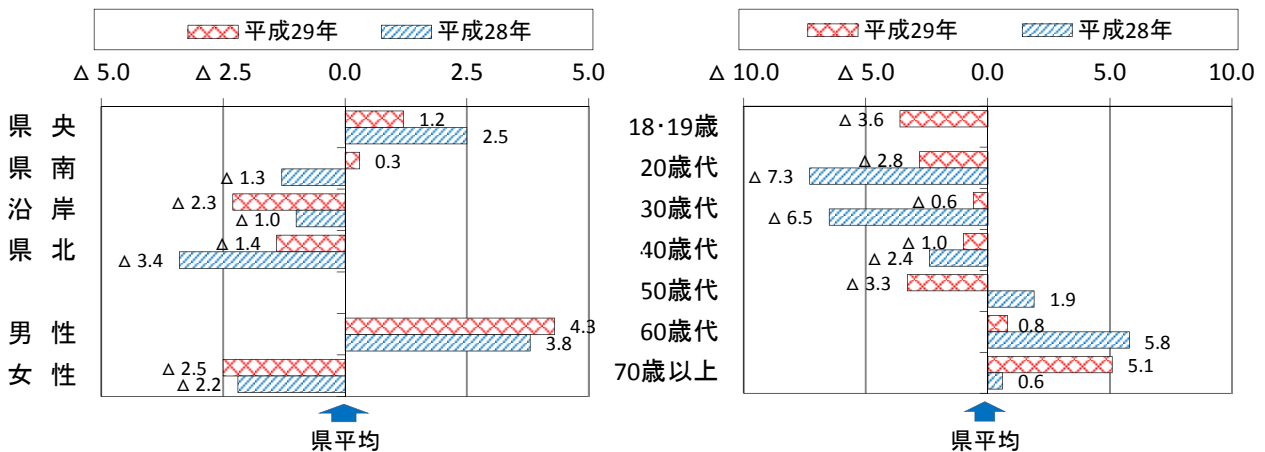 平成29年 平成28年
△ 5.0 △ 2.5 0.0 2.5 5.0
県 央 1.2
2.5
県 南 0.3
△ 1.3
沿 岸 △ 2.3
△ 1.0
県 北 △ 1.4
△ 3.4
男 性 4.3
3.8
女 性 △ 2.5
△ 2.2
県平均
平成29年 平成28年
△ 10.0 △ 5.0 0.0 5.0 10.0
18・19歳 △ 3.6
20歳代 △ 2.8
△ 7.3
30歳代 △ 0.6
△ 6.5
40歳代 △ 1.0
△ 2.4
50歳代 △ 3.3
1.9
60歳代 0.8
5.8
70歳以上 5.1
0.6
県平均